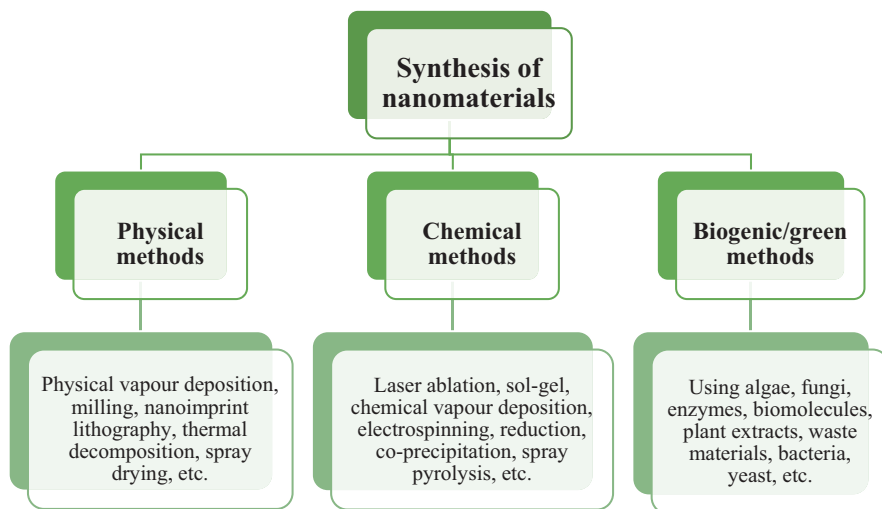 Synthesis of
nanomaterials
Physical
methods
Chemical
methods
Biogenic/green
methods
Physical vapour deposition,
milling, nanoimprint
lithography, thermal
decomposition, spray
drying, etc.
Laser ablation, sol-gel,
chemical vapour deposition,
electrospinning, reduction,
co-precipitation, spray
pyrolysis, etc.
Using algae, fungi,
enzymes, biomolecules,
plant extracts, waste
materials, bacteria,
yeast, etc.